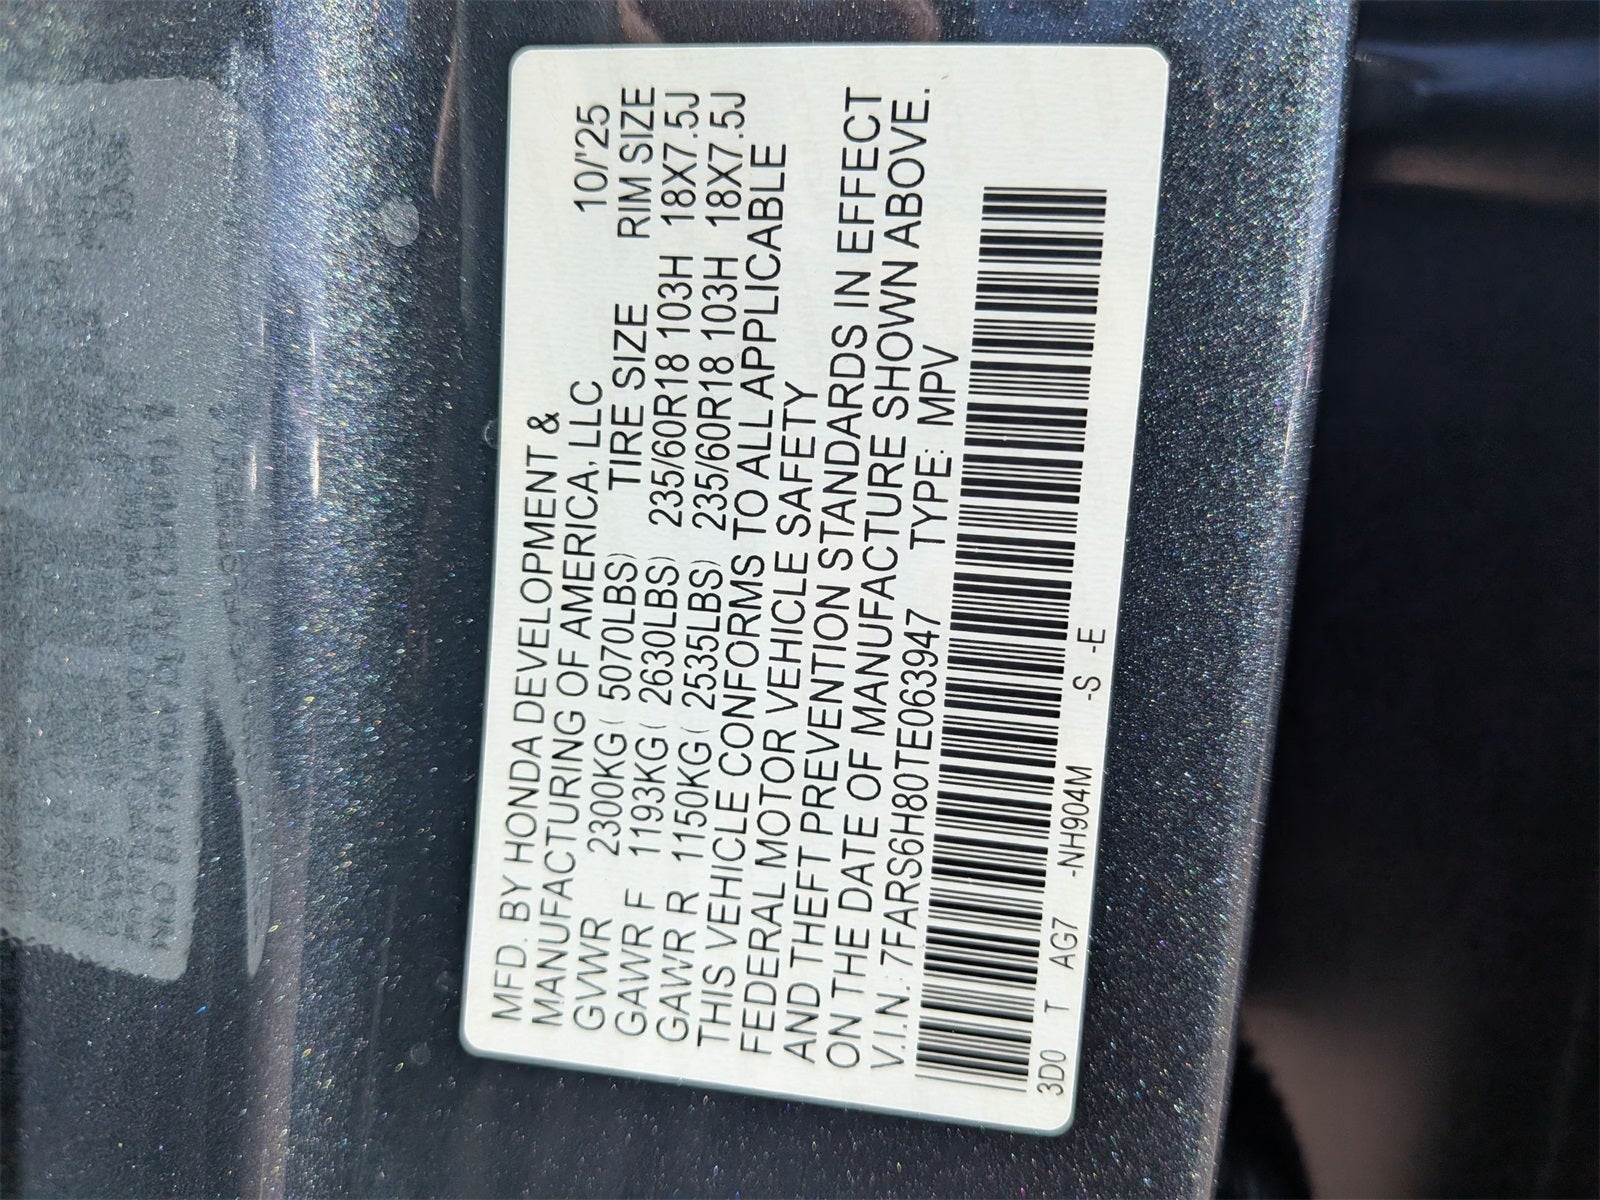 MFD. BY HONDA DEVELOPMENT &
MANUFACTURING OF AMERICA, LLC 10/'25
GVWR 2300KG ( 5070LBS) TIRE SIZE RIM SIZE
GAWR F 1193KG ( 2630LBS) 235/60R18 103H 18X7.5J
GAWR R 1150KG ( 2535LBS) 235/60R18 103H 18X7.5J
THIS VEHICLE CONFORMS TO ALL APPLICABLE
FEDERAL MOTOR VEHICLE SAFETY
AND THEFT PREVENTION STANDARDS IN EFFECT
ON THE DATE OF MANUFACTURE SHOWN ABOVE.
V.I.N. 7FARS6H80TE063947 TYPE: MPV
3D0 T AG7 -NH904M -S -E